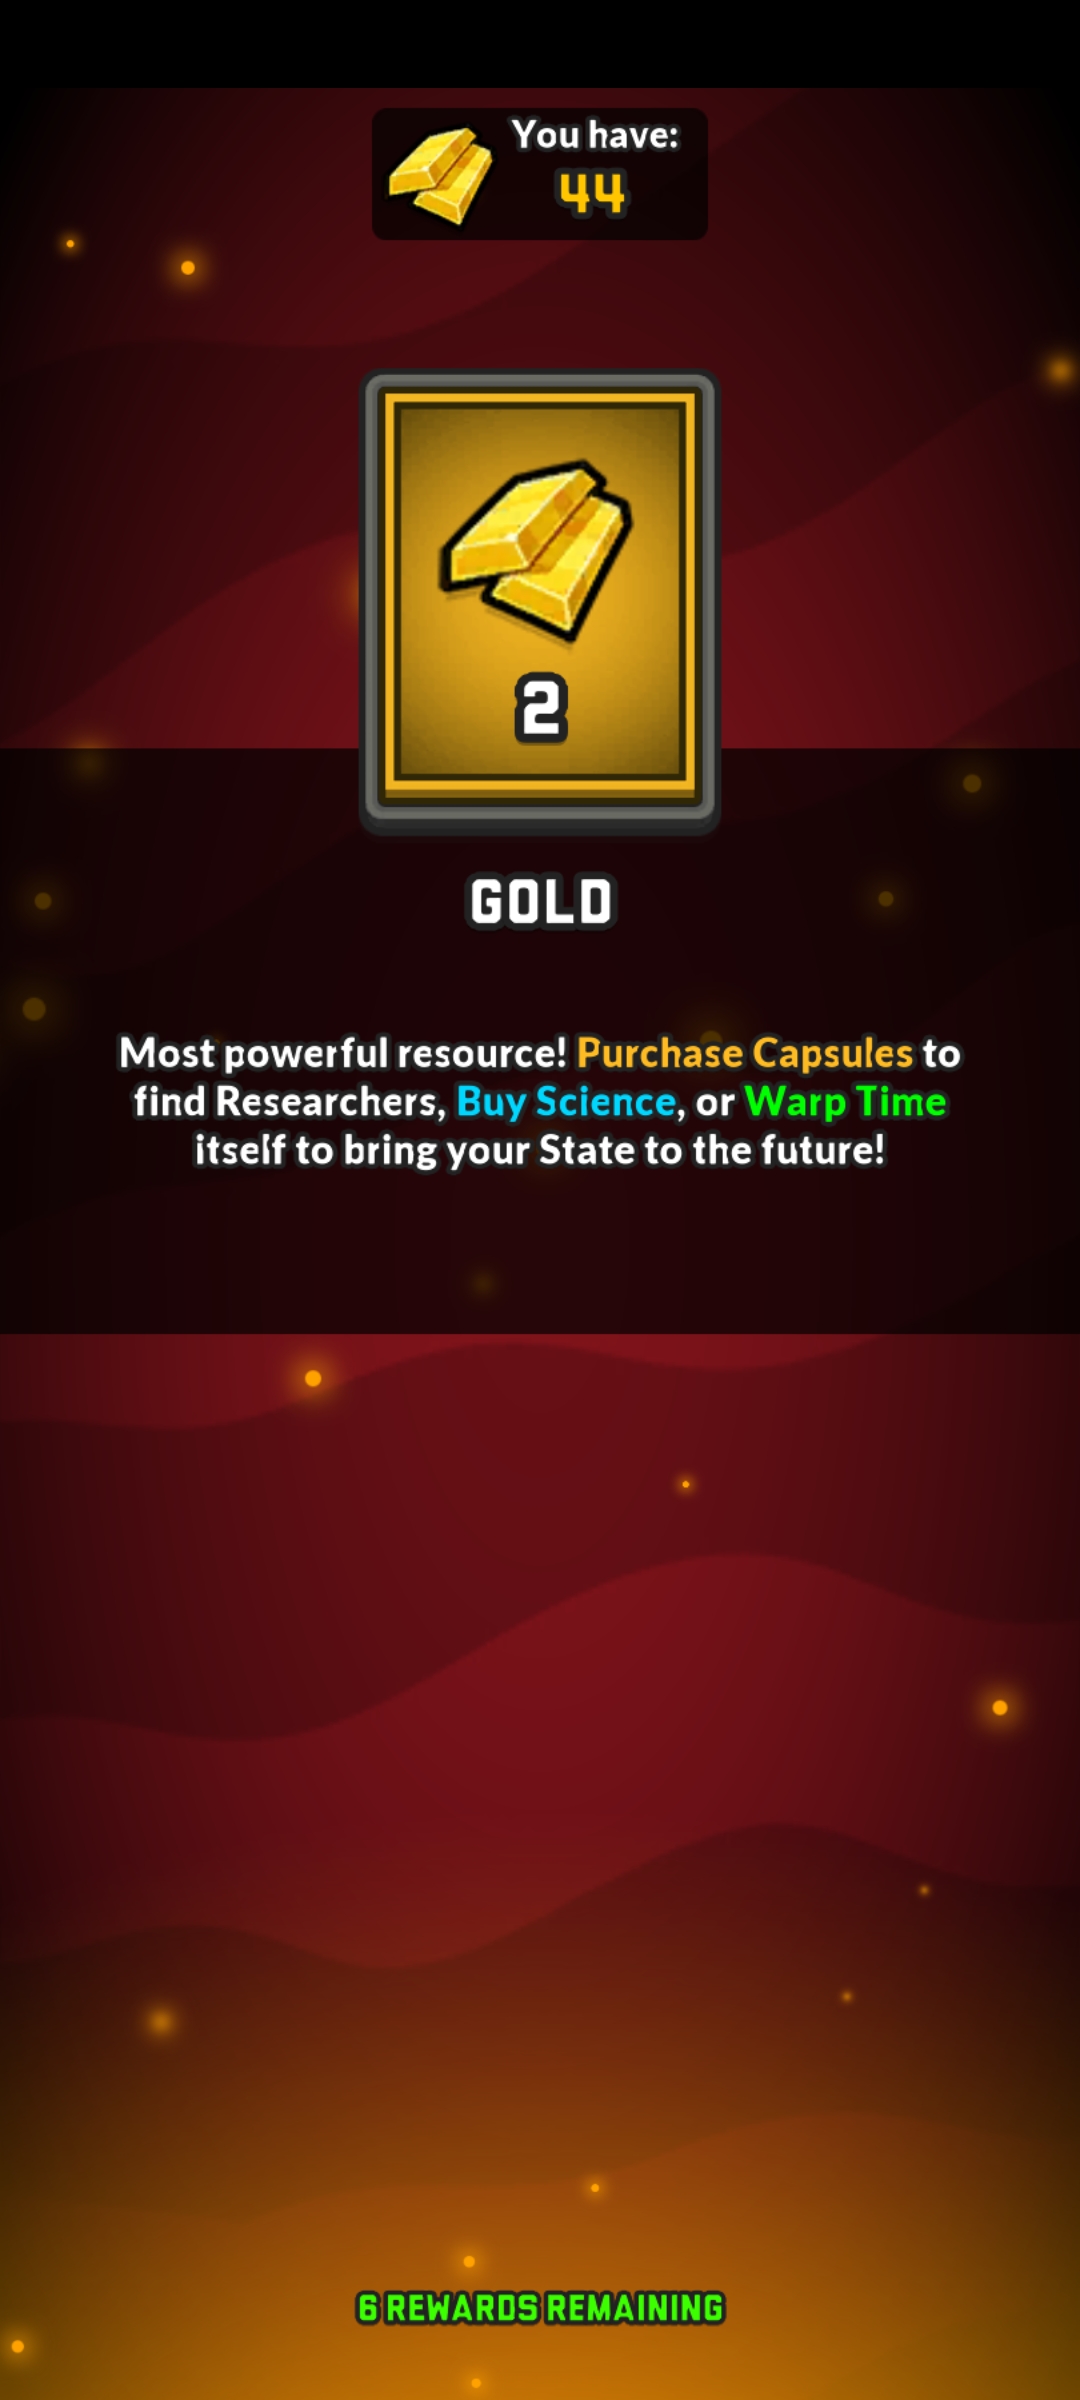 You have:
44
2
GOLD
Most powerful resource! Purchase Capsules to
find Researchers, Buy Science, or Warp Time
itself to bring your State to the future!
6 REWARDS REMAINING